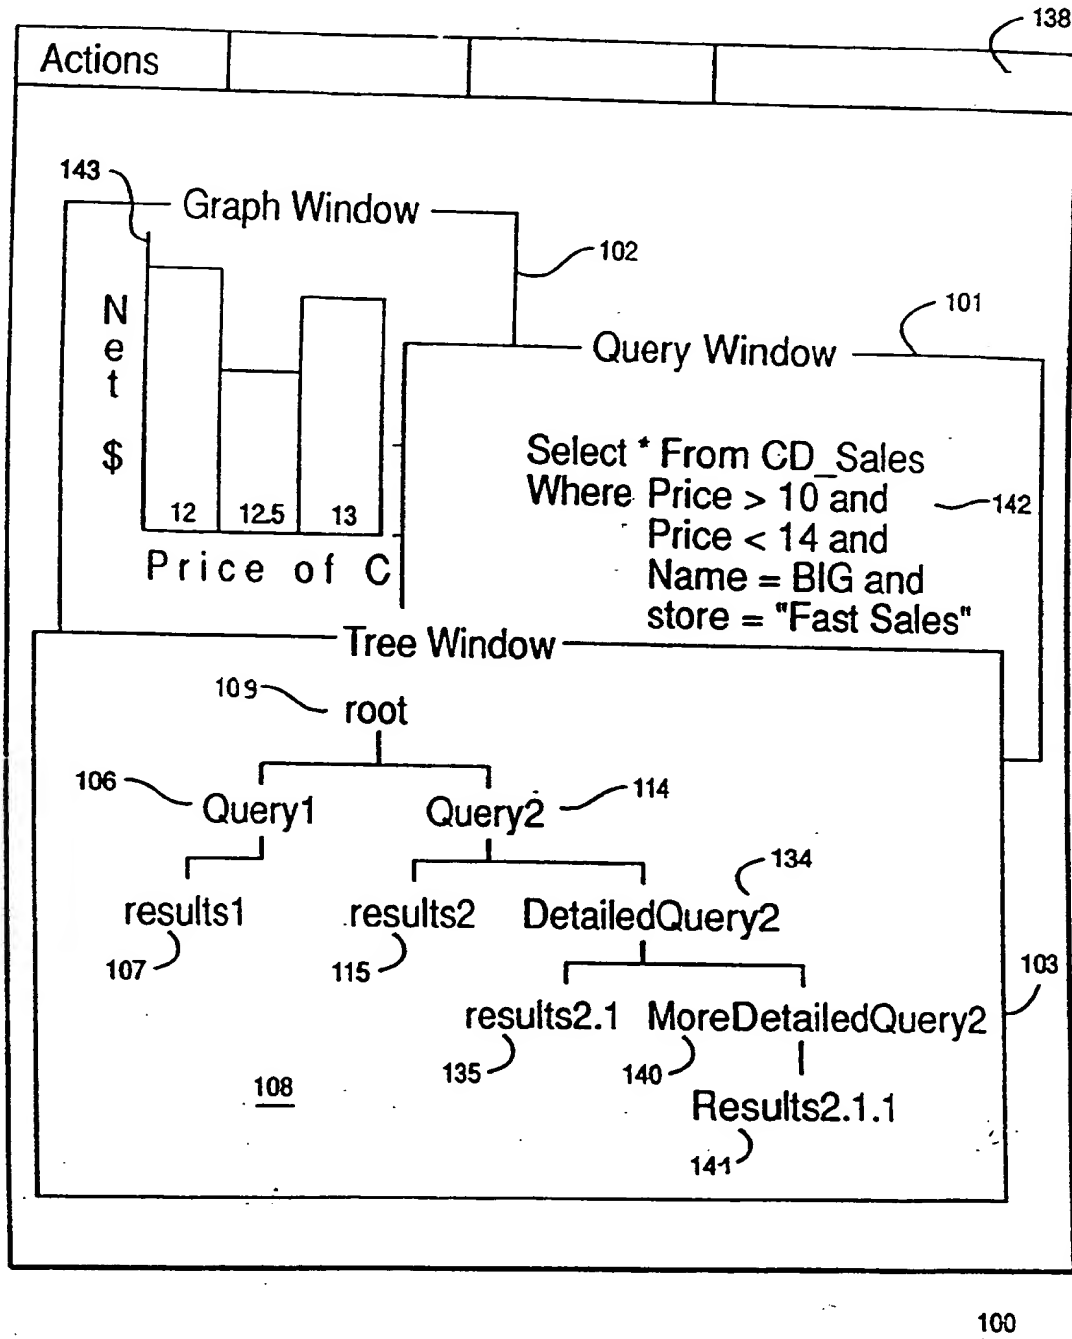 138
Actions
143
Graph Window
102
101
Net $
Query Window
Select * From CD_Sales
Where Price > 10 and
142
Price < 14 and
Name = BIG and
store = "Fast Sales"
12 12.5 13
Price of C
Tree Window
109
root
106
Query1
Query2
114
134
results1
results2
DetailedQuery2
107
115
103
results2.1
MoreDetailedQuery2
135
140
108
Results2.1.1
141
100